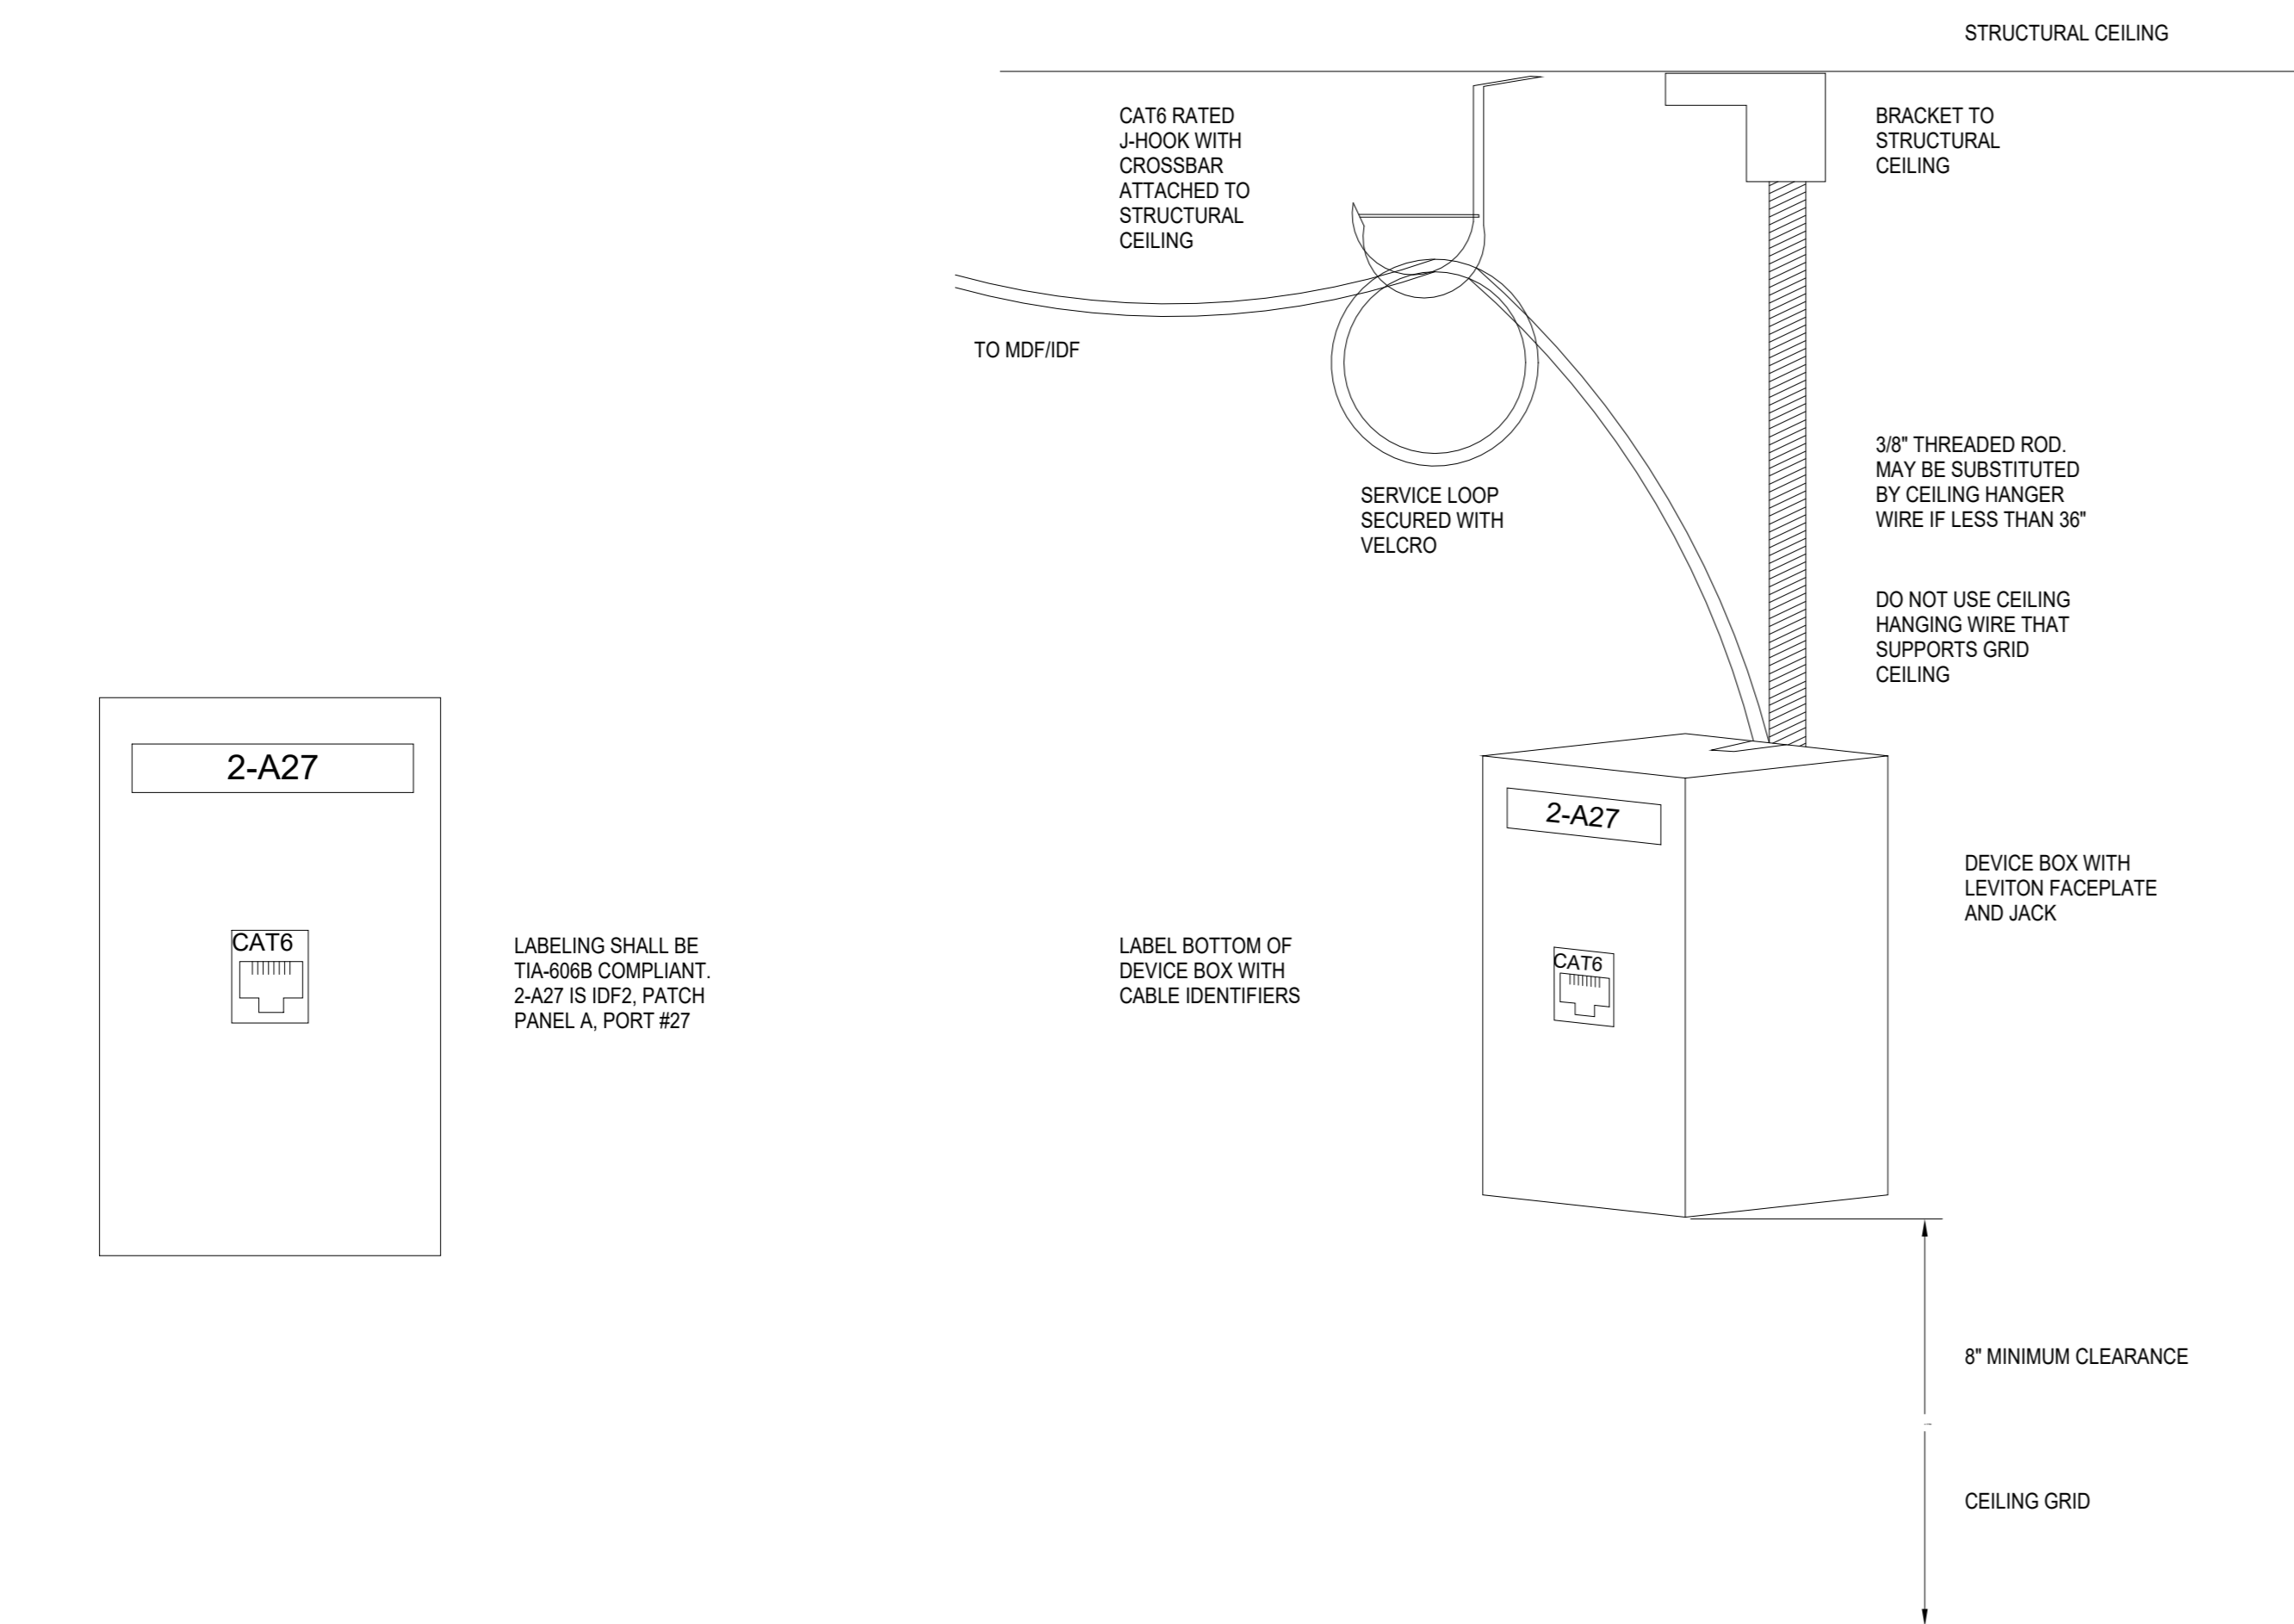 STRUCTURAL CEILING
CAT6 RATED
J-HOOK WITH
CROSSBAR
ATTACHED TO
STRUCTURAL
CEILING
BRACKET TO
STRUCTURAL
CEILING
TO MDF/IDF
3/8" THREADED ROD.
MAY BE SUBSTITUTED
BY CEILING HANGER
WIRE IF LESS THAN 36"
SERVICE LOOP
SECURED WITH
VELCRO
DO NOT USE CEILING
HANGING WIRE THAT
SUPPORTS GRID
CEILING
2-A27
CAT6
LABELING SHALL BE
TIA-606B COMPLIANT.
2-A27 IS IDF2, PATCH
PANEL A, PORT #27
2-A27
CAT6
DEVICE BOX WITH
LEVITON FACEPLATE
AND JACK
LABEL BOTTOM OF
DEVICE BOX WITH
CABLE IDENTIFIERS
8" MINIMUM CLEARANCE
CEILING GRID